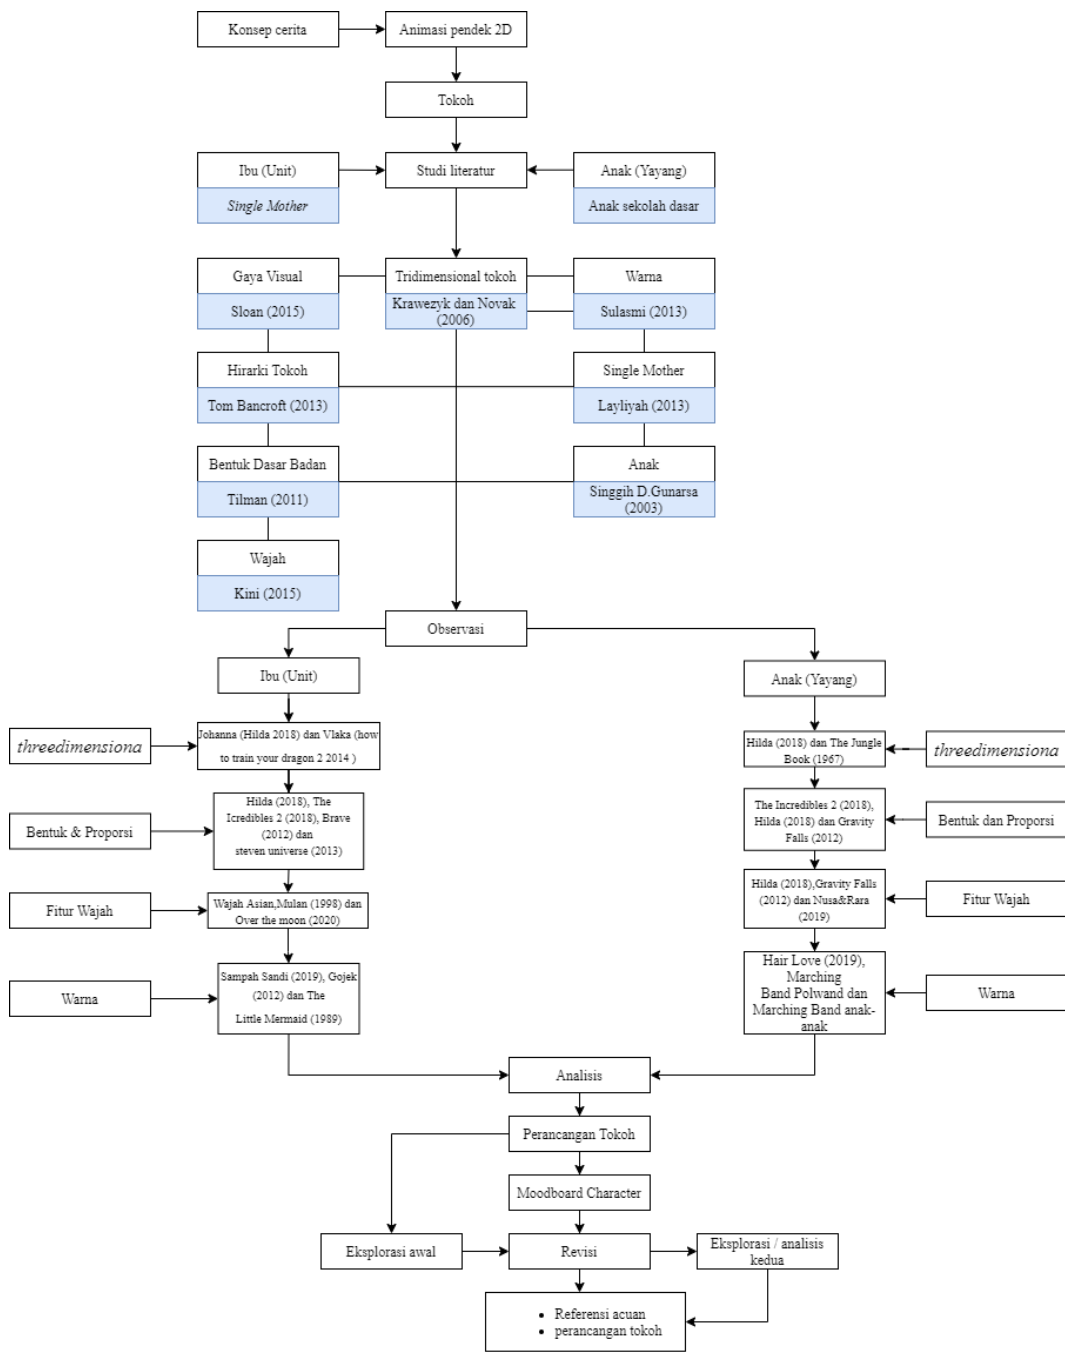 Konsep cerita
Animasi pendek 2D
Tokoh
Ibu (Unit)
Single Mother
Studi literatur
Anak (Yayang)
Anak sekolah dasar
Gaya Visual
Sloan (2015)
Tridimensional tokoh
Krawezyk dan Novak
(2006)
Warna
Sulasmi (2013)
Hirarki Tokoh
Tom Bancroft (2013)
Single Mother
Layliyah (2013)
Bentuk Dasar Badan
Tilman (2011)
Anak
Singgih D.Gunarsa
(2003)
Wajah
Kini (2015)
Observasi
Ibu (Unit)
Anak (Yayang)
threedimensiona
Johanna (Hilda 2018) dan Vlaka (how
to train your dragon 2 2014 )
Hilda (2018) dan The Jungle
Book (1967)
threedimensiona
Bentuk & Proporsi
Hilda (2018), The
Icredibles 2 (2018), Brave
(2012) dan
steven universe (2013)
The Incredibles 2 (2018),
Hilda (2018) dan Gravity
Falls (2012)
Bentuk dan Proporsi
Fitur Wajah
Wajah Asian,Mulan (1998) dan
Over the moon (2020)
Hilda (2018),Gravity Falls
(2012) dan Nusa&Rara
(2019)
Fitur Wajah
Warna
Sampah Sandi (2019), Gojek
(2012) dan The
Little Mermaid (1989)
Hair Love (2019),
Marching
Band Polwand dan
Marching Band anak-
anak
Warna
Analisis
Perancangan Tokoh
Moodboard Character
Eksplorasi awal
Revisi
Eksplorasi / analisis
kedua
• Referensi acuan
• perancangan tokoh